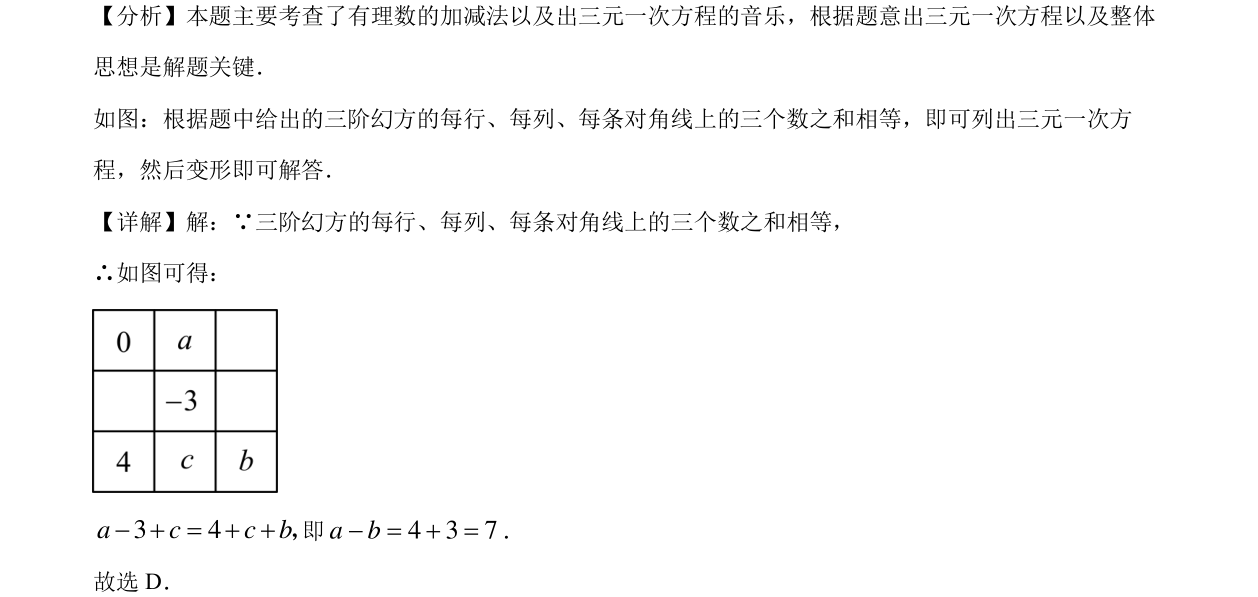 【分析】本题主要考查了有理数的加减法以及出三元一次方程的音乐，根据题意出三元一次方程以及整体
思想是解题关键．
如图：根据题中给出的三阶幻方的每行、每列、每条对角线上的三个数之和相等，即可列出三元一次方
程，然后变形即可解答．
【详解】解：∵三阶幻方的每行、每列、每条对角线上的三个数之和相等，
∴如图可得：
0 a
−3
4 c b
a−3+c=4+c+b, 即 a−b=4+3=7．
故选 D．